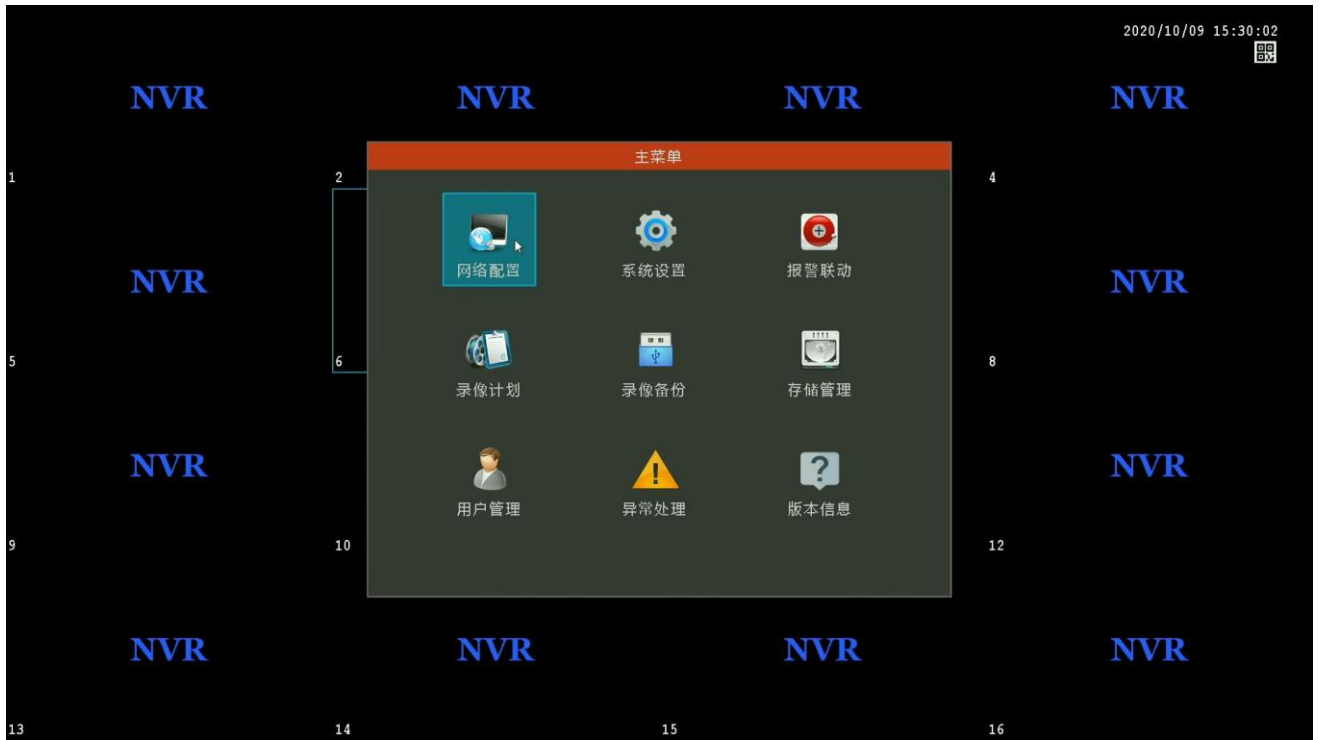 2020/10/09 15:30:02
NVR NVR NVR NVR
主菜单
1 2 4
网络配置 系统设置 报警联动
NVR NVR
5 6 8
录像计划 录像备份 存储管理
NVR NVR
用户管理 异常处理 版本信息
9 10 12
NVR NVR NVR NVR
13 14 15 16